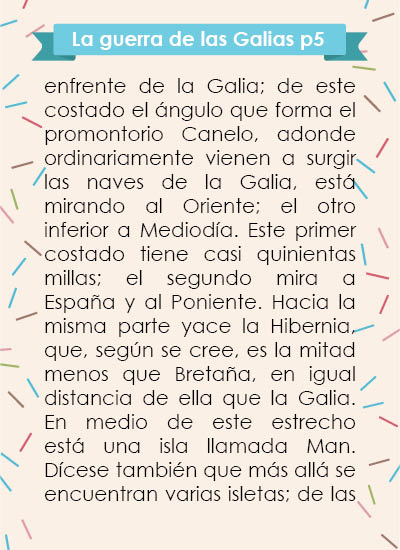 La guerra de las Galias p5
enfrente de la Galia; de este
costado el ángulo que forma el
promontorio Canelo, adonde
ordinariamente vienen a surgir
las naves de la Galia, está
mirando al Oriente; el otro
inferior a Mediodía. Este primer
costado tiene casi quinientas
millas; el segundo mira a
España y al Poniente. Hacia la
misma parte yace la Hibernia,
que, según se cree, es la mitad
menos que Bretaña, en igual
distancia de ella que la Galia.
En medio de este estrecho
está una isla llamada Man.
Dícese también que más allá se
encuentran varias isletas; de las